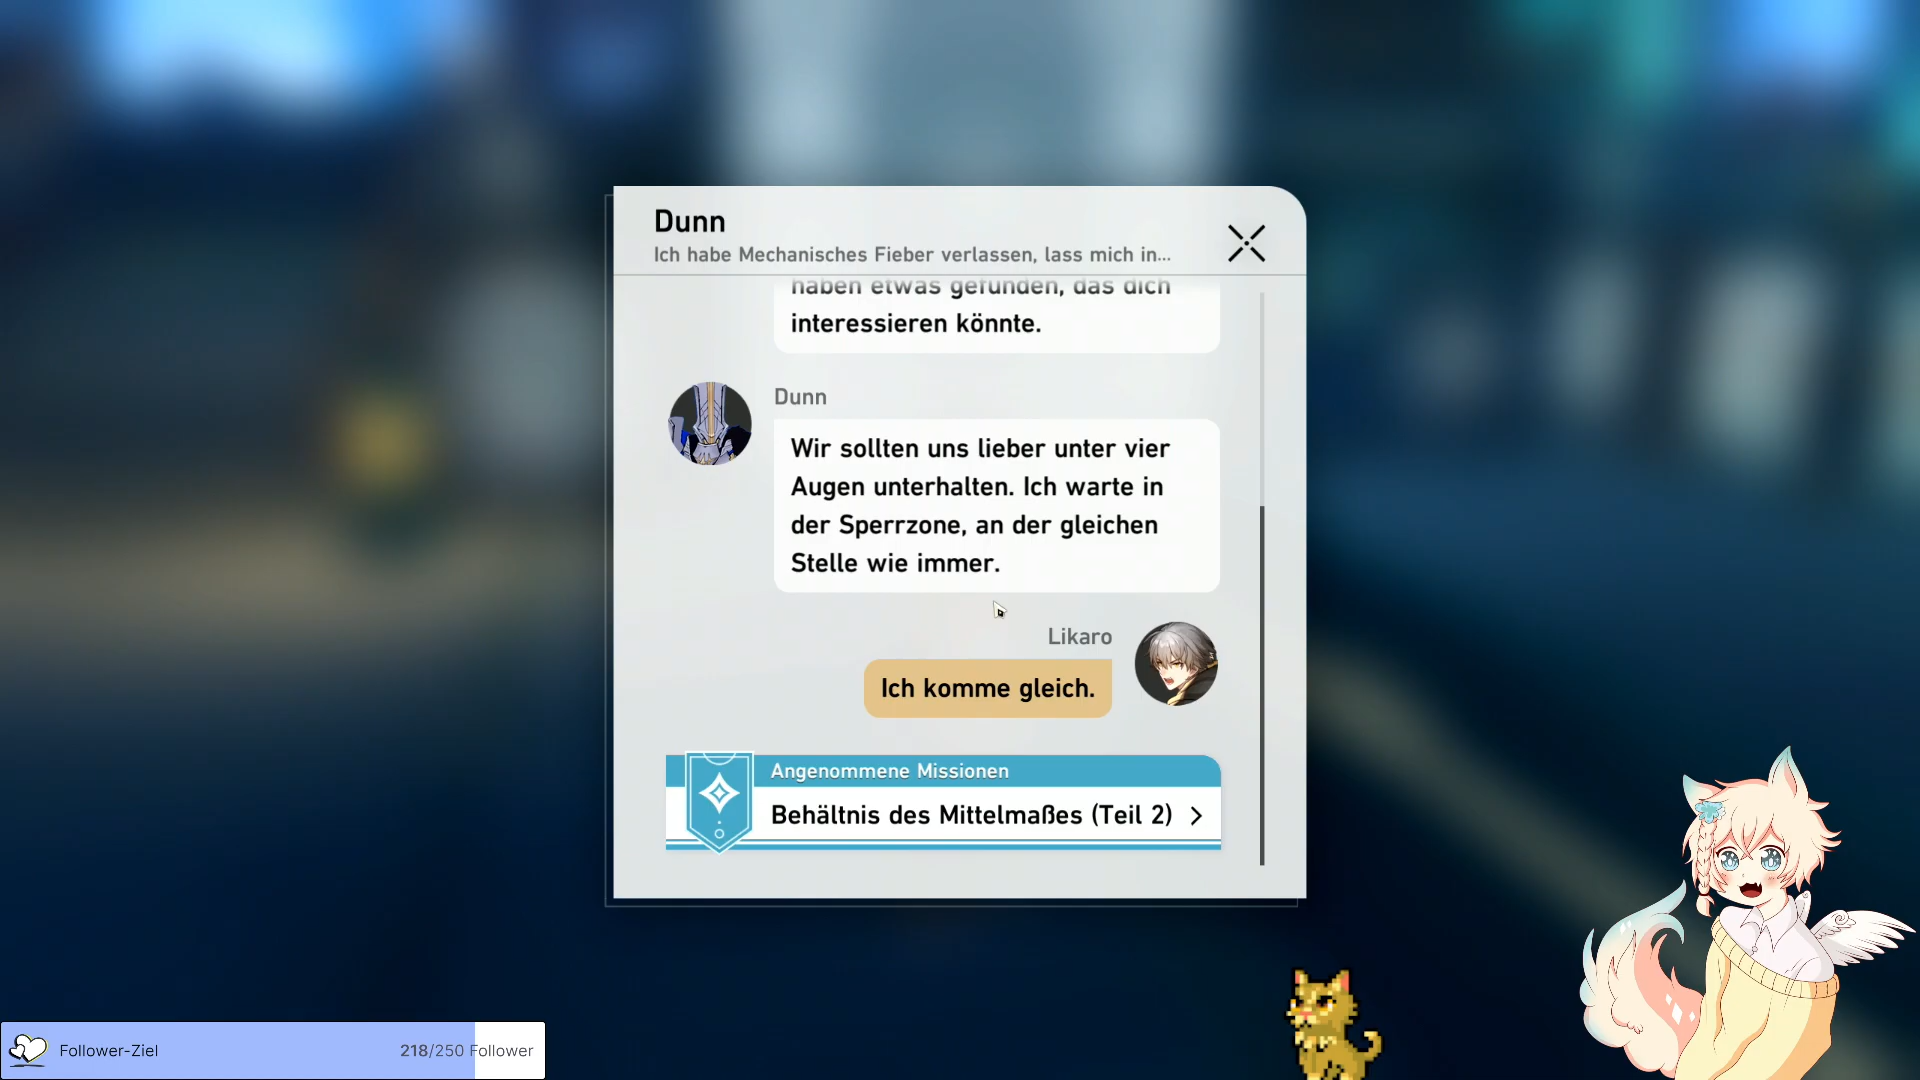 Dunn
Ich habe Mechanisches Fieber verlassen, lass mich in...
haben etwas gefunden, das dich
interessieren könnte.
Dunn
Wir sollten uns lieber unter vier
Augen unterhalten. Ich warte in
der Sperrzone, an der gleichen
Stelle wie immer.
Likaro
Ich komme gleich.
Angenommene Missionen
Behältnis des Mittelmaßes (Teil 2)
Follower-Ziel
218/250 Follower